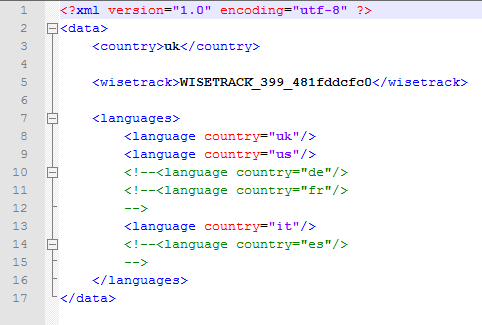 1 <?xml version="1.0" encoding="utf-8" ?>
2 <data>
3 <country>uk</country>
4
5 <wisetrack>WISETRACK_399_481fddcfc0</wisetrack>
6
7 <languages>
8 <language country="uk"/>
9 <language country="us"/>
10 <!--<language country="de"/>
11 <!--<language country="fr"/>
12 -->
13 <language country="it"/>
14 <!--<language country="es"/>
15 -->
16 </languages>
17 </data>